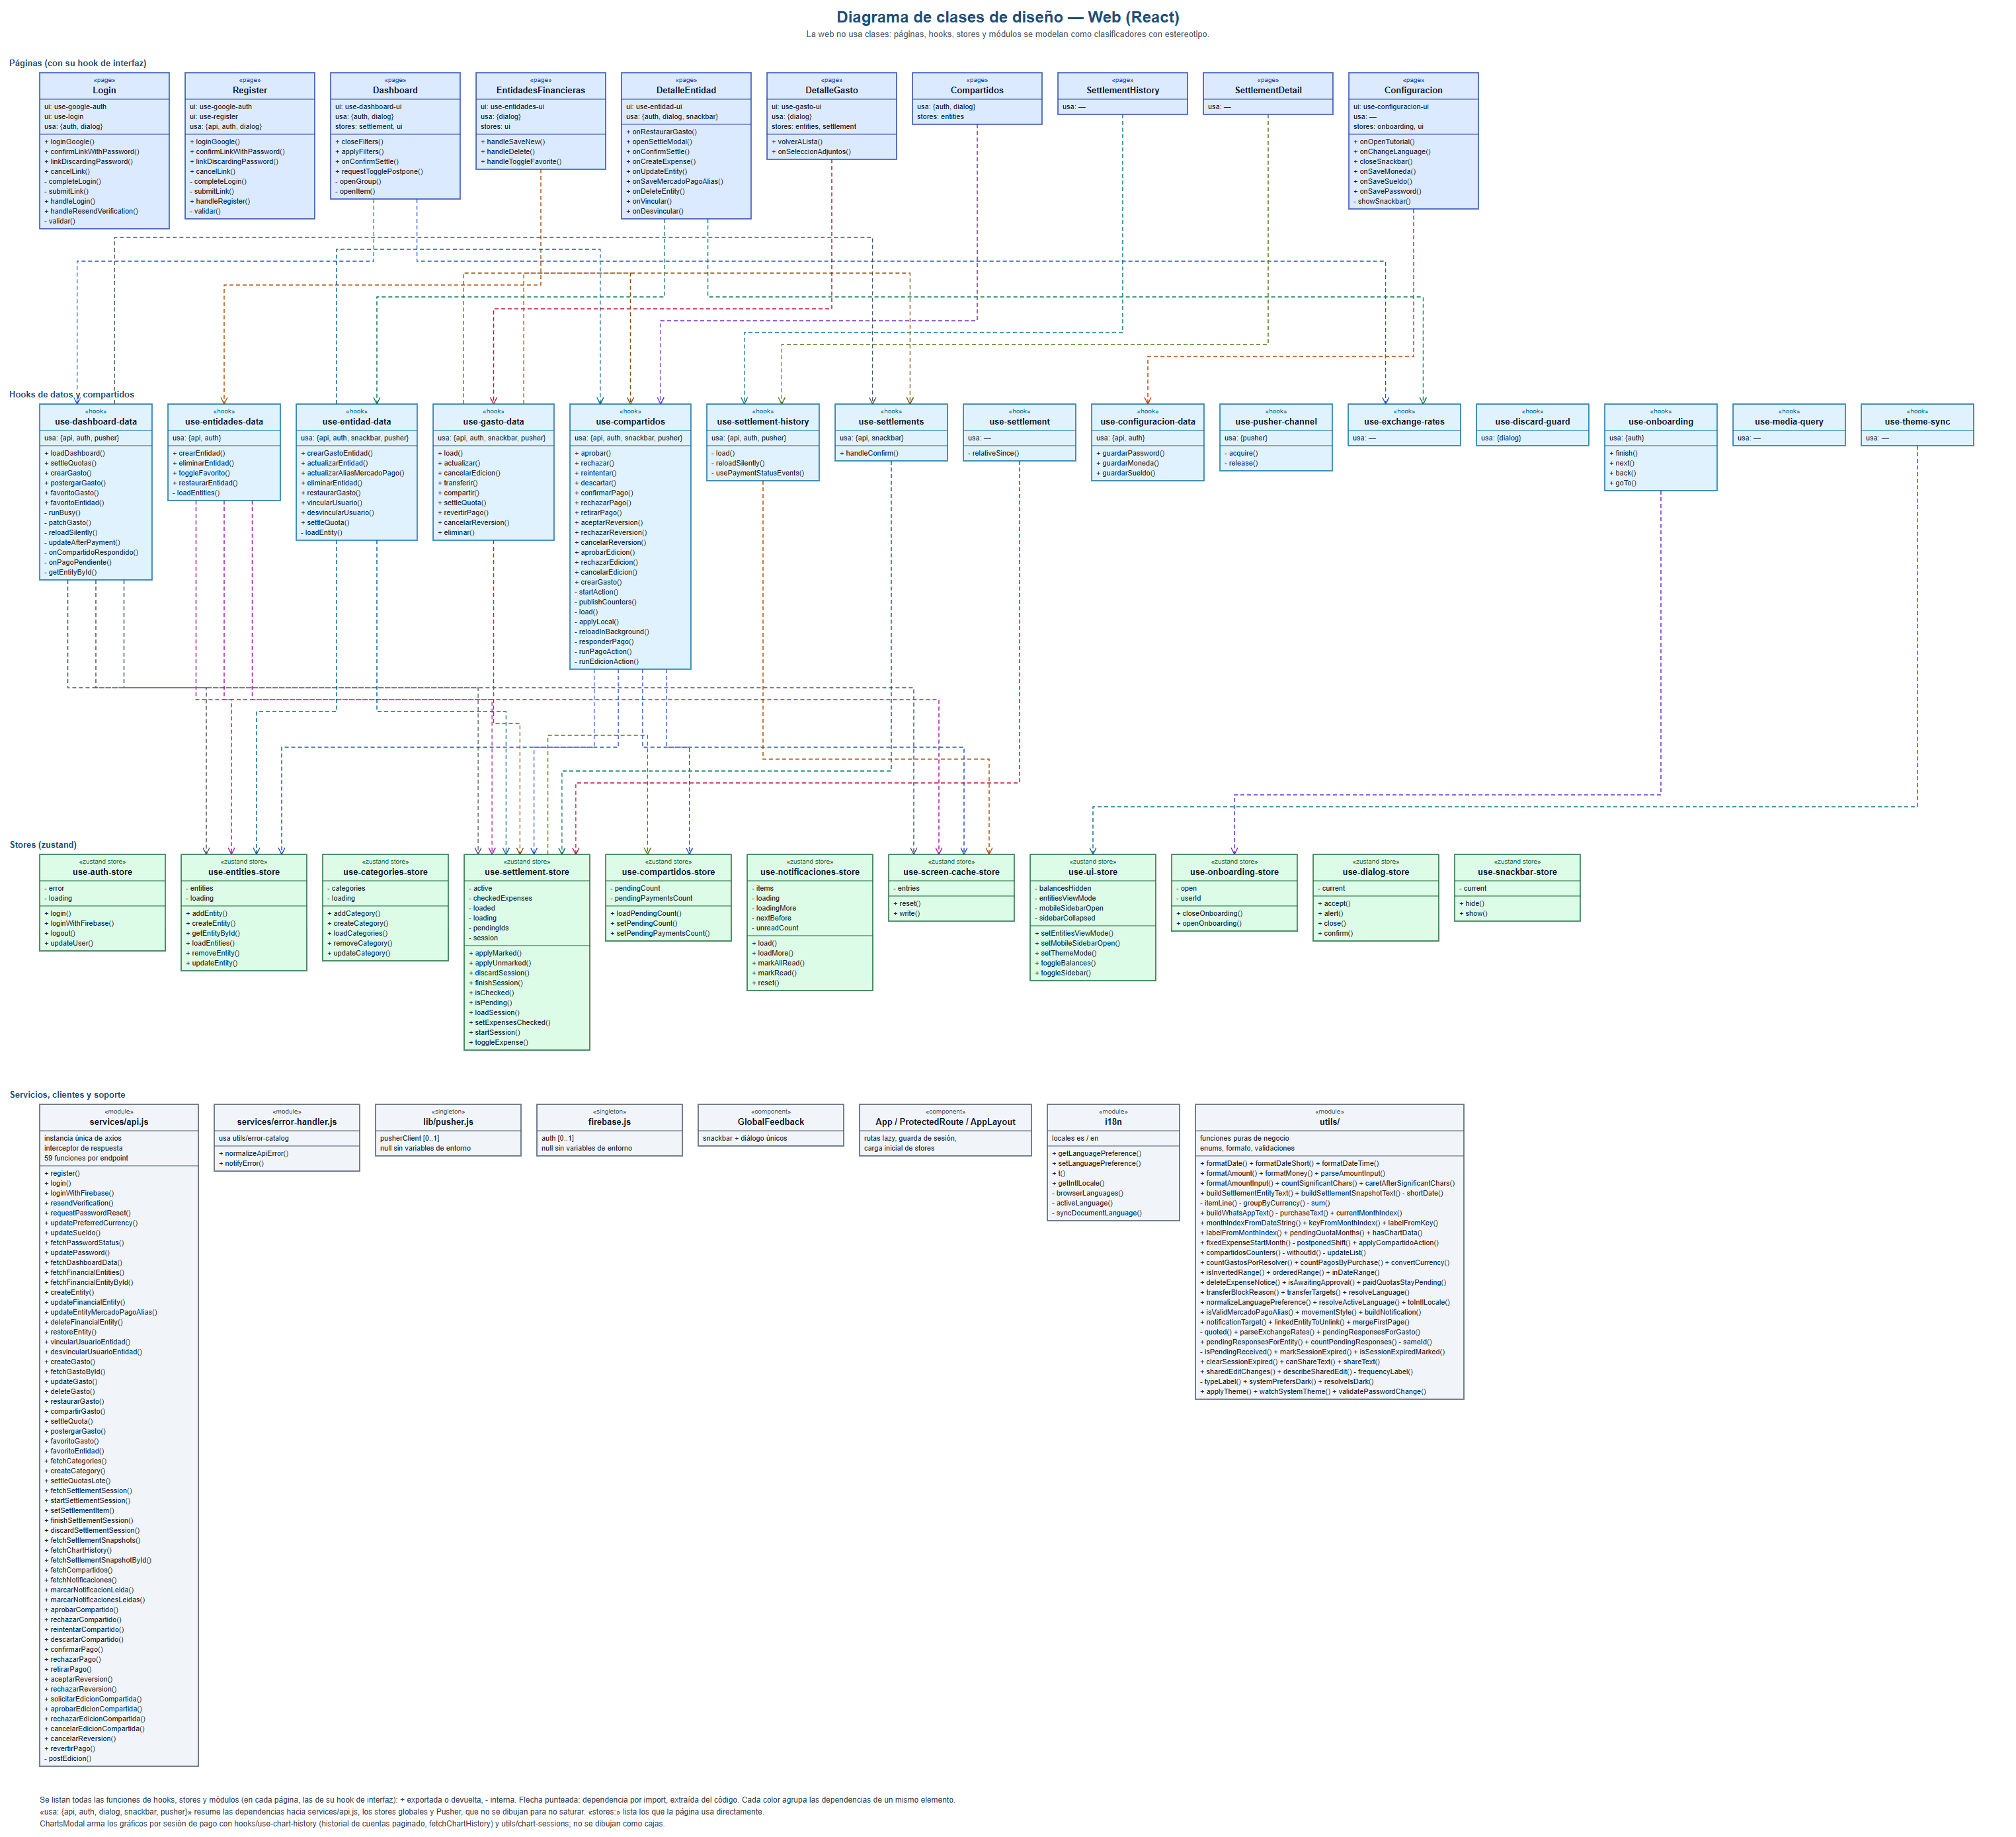 Diagrama de clases de diseño — Web (React)
La web no usa clases: páginas, hooks, stores y módulos se modelan como clasificadores con estereotipo.
Páginas (con su hook de interfaz)
«page»
Login
ui: use-google-auth
ui: use-login
usa: {auth, dialog}
+ loginGoogle()
+ confirmLinkWithPassword()
+ linkDiscardingPassword()
+ cancelLink()
- completeLogin()
- submitLink()
+ handleLogin()
+ handleResendVerification()
- validar()
«page»
Register
ui: use-google-auth
ui: use-register
usa: {api, auth, dialog}
+ loginGoogle()
+ confirmLinkWithPassword()
+ linkDiscardingPassword()
+ cancelLink()
- completeLogin()
- submitLink()
+ handleRegister()
- validar()
«page»
Dashboard
ui: use-dashboard-ui
usa: {auth, dialog}
stores: settlement, ui
+ closeFilters()
+ applyFilters()
+ onConfirmSettle()
+ requestTogglePostpone()
- openGroup()
- openItem()
«page»
EntidadesFinancieras
ui: use-entidades-ui
usa: {dialog}
stores: ui
+ handleSaveNew()
+ handleDelete()
+ handleToggleFavorite()
«page»
DetalleEntidad
ui: use-entidad-ui
usa: {auth, dialog, snackbar}
+ onRestaurarGasto()
+ openSettleModal()
+ onConfirmSettle()
+ onCreateExpense()
+ onUpdateEntity()
+ onSaveMercadoPagoAlias()
+ onDeleteEntity()
+ onVincular()
+ onDesvincular()
«page»
DetalleGasto
ui: use-gasto-ui
usa: {dialog}
stores: entities, settlement
+ volverALista()
+ onSeleccionAdjuntos()
«page»
Compartidos
usa: {auth, dialog}
stores: entities
«page»
SettlementHistory
usa: —
«page»
SettlementDetail
usa: —
«page»
Configuracion
ui: use-configuracion-ui
usa: —
stores: onboarding, ui
+ onOpenTutorial()
+ onChangeLanguage()
+ closeSnackbar()
+ onSaveMoneda()
+ onSaveSueldo()
+ onSavePassword()
- showSnackbar()
Hooks de datos y compartidos
«hook»
use-dashboard-data
usa: {api, auth, pusher}
+ loadDashboard()
+ settleQuotas()
+ crearGasto()
+ postergarGasto()
+ favoritoGasto()
+ favoritoEntidad()
- runBusy()
- patchGasto()
- reloadSilently()
- updateAfterPayment()
- onCompartidoRespondido()
- onPagoPendiente()
- getEntityById()
«hook»
use-entidades-data
usa: {api, auth}
+ crearEntidad()
+ eliminarEntidad()
+ toggleFavorito()
+ restaurarEntidad()
- loadEntities()
«hook»
use-entidad-data
usa: {api, auth, snackbar, pusher}
+ crearGastoEntidad()
+ actualizarEntidad()
+ actualizarAliasMercadoPago()
+ eliminarEntidad()
+ restaurarGasto()
+ vincularUsuario()
+ desvincularUsuario()
+ settleQuota()
- loadEntity()
«hook»
use-gasto-data
usa: {api, auth, snackbar, pusher}
+ load()
+ actualizar()
+ cancelarEdicion()
+ transferir()
+ compartir()
+ settleQuota()
+ revertirPago()
+ cancelarReversion()
+ eliminar()
«hook»
use-compartidos
usa: {api, auth, snackbar, pusher}
+ aprobar()
+ rechazar()
+ reintentar()
+ descartar()
+ confirmarPago()
+ rechazarPago()
+ retirarPago()
+ aceptarReversion()
+ rechazarReversion()
+ cancelarReversion()
+ aprobarEdicion()
+ rechazarEdicion()
+ cancelarEdicion()
+ crearGasto()
- startAction()
- publishCounters()
- load()
- applyLocal()
- reloadInBackground()
- responderPago()
- runPagoAction()
- runEdicionAction()
«hook»
use-settlement-history
usa: {api, auth, pusher}
- load()
- reloadSilently()
- usePaymentStatusEvents()
«hook»
use-settlements
usa: {api, snackbar}
+ handleConfirm()
«hook»
use-settlement
usa: —
- relativeSince()
«hook»
use-configuracion-data
usa: {api, auth}
+ guardarPassword()
+ guardarMoneda()
+ guardarSueldo()
«hook»
use-pusher-channel
usa: {pusher}
- acquire()
- release()
«hook»
use-exchange-rates
usa: —
«hook»
use-discard-guard
usa: {dialog}
«hook»
use-onboarding
usa: {auth}
+ finish()
+ next()
+ back()
+ goTo()
«hook»
use-media-query
usa: —
«hook»
use-theme-sync
usa: —
Stores (zustand)
«zustand store»
use-auth-store
- error
- loading
+ login()
+ loginWithFirebase()
+ logout()
+ updateUser()
«zustand store»
use-entities-store
- entities
- loading
+ addEntity()
+ createEntity()
+ getEntityById()
+ loadEntities()
+ removeEntity()
+ updateEntity()
«zustand store»
use-categories-store
- categories
- loading
+ addCategory()
+ createCategory()
+ loadCategories()
+ removeCategory()
+ updateCategory()
«zustand store»
use-settlement-store
- active
- checkedExpenses
- loaded
- loading
- pendingIds
- session
+ applyMarked()
+ applyUnmarked()
+ discardSession()
+ finishSession()
+ isChecked()
+ isPending()
+ loadSession()
+ setExpensesChecked()
+ startSession()
+ toggleExpense()
«zustand store»
use-compartidos-store
- pendingCount
- pendingPaymentsCount
+ loadPendingCount()
+ setPendingCount()
+ setPendingPaymentsCount()
«zustand store»
use-notificaciones-store
- items
- loading
- loadingMore
- nextBefore
- unreadCount
+ load()
+ loadMore()
+ markAllRead()
+ markRead()
+ reset()
«zustand store»
use-screen-cache-store
- entries
+ reset()
+ write()
«zustand store»
use-ui-store
- balancesHidden
- entitiesViewMode
- mobileSidebarOpen
- sidebarCollapsed
+ setEntitiesViewMode()
+ setMobileSidebarOpen()
+ setThemeMode()
+ toggleBalances()
+ toggleSidebar()
«zustand store»
use-onboarding-store
- open
- userId
+ closeOnboarding()
+ openOnboarding()
«zustand store»
use-dialog-store
- current
+ accept()
+ alert()
+ close()
+ confirm()
«zustand store»
use-snackbar-store
- current
+ hide()
+ show()
Servicios, clientes y soporte
«module»
services/api.js
instancia única de axios
interceptor de respuesta
59 funciones por endpoint
+ register()
+ login()
+ loginWithFirebase()
+ resendVerification()
+ requestPasswordReset()
+ updatePreferredCurrency()
+ updateSueldo()
+ fetchPasswordStatus()
+ updatePassword()
+ fetchDashboardData()
+ fetchFinancialEntities()
+ fetchFinancialEntityById()
+ createEntity()
+ updateFinancialEntity()
+ updateEntityMercadoPagoAlias()
+ deleteFinancialEntity()
+ restoreEntity()
+ vincularUsuarioEntidad()
+ desvincularUsuarioEntidad()
+ createGasto()
+ fetchGastoById()
+ updateGasto()
+ deleteGasto()
+ restaurarGasto()
+ compartirGasto()
+ settleQuota()
+ postergarGasto()
+ favoritoGasto()
+ favoritoEntidad()
+ fetchCategories()
+ createCategory()
+ settleQuotasLote()
+ fetchSettlementSession()
+ startSettlementSession()
+ setSettlementItem()
+ finishSettlementSession()
+ discardSettlementSession()
+ fetchSettlementSnapshots()
+ fetchChartHistory()
+ fetchSettlementSnapshotById()
+ fetchCompartidos()
+ fetchNotificaciones()
+ marcarNotificacionLeida()
+ marcarNotificacionesLeidas()
+ aprobarCompartido()
+ rechazarCompartido()
+ reintentarCompartido()
+ descartarCompartido()
+ confirmarPago()
+ rechazarPago()
+ retirarPago()
+ aceptarReversion()
+ rechazarReversion()
+ solicitarEdicionCompartida()
+ aprobarEdicionCompartida()
+ rechazarEdicionCompartida()
+ cancelarEdicionCompartida()
+ cancelarReversion()
+ revertirPago()
- postEdicion()
«module»
services/error-handler.js
usa utils/error-catalog
+ normalizeApiError()
+ notifyError()
«singleton»
lib/pusher.js
pusherClient [0..1]
null sin variables de entorno
«singleton»
firebase.js
auth [0..1]
null sin variables de entorno
«component»
GlobalFeedback
snackbar + diálogo únicos
«component»
App / ProtectedRoute / AppLayout
rutas lazy, guarda de sesión,
carga inicial de stores
«module»
i18n
locales es / en
+ getLanguagePreference()
+ setLanguagePreference()
+ t()
+ getIntlLocale()
- browserLanguages()
- activeLanguage()
- syncDocumentLanguage()
«module»
utils/
funciones puras de negocio
enums, formato, validaciones
+ formatDate() + formatDateShort() + formatDateTime()
+ formatAmount() + formatMoney() + parseAmountInput()
+ formatAmountInput() + countSignificantChars() + caretAfterSignificantChars()
+ buildSettlementEntityText() + buildSettlementSnapshotText() - shortDate()
- itemLine() - groupByCurrency() - sum()
+ buildWhatsAppText() - purchaseText() + currentMonthIndex()
+ monthIndexFromDateString() + keyFromMonthIndex() + labelFromKey()
+ labelFromMonthIndex() + pendingQuotaMonths() + hasChartData()
+ fixedExpenseStartMonth() - postponedShift() + applyCompartidoAction()
+ compartidosCounters() - withoutId() - updateList()
+ countGastosPorResolver() + countPagosByPurchase() + convertCurrency()
+ isInvertedRange() + orderedRange() + inDateRange()
+ deleteExpenseNotice() + isAwaitingApproval() + paidQuotasStayPending()
+ transferBlockReason() + transferTargets() + resolveLanguage()
+ normalizeLanguagePreference() + resolveActiveLanguage() + toIntlLocale()
+ isValidMercadoPagoAlias() + movementStyle() + buildNotification()
+ notificationTarget() + linkedEntityToUnlink() + mergeFirstPage()
- quoted() + parseExchangeRates() + pendingResponsesForGasto()
+ pendingResponsesForEntity() + countPendingResponses() - sameId()
- isPendingReceived() + markSessionExpired() + isSessionExpiredMarked()
+ clearSessionExpired() + canShareText() + shareText()
+ sharedEditChanges() + describeSharedEdit() - frequencyLabel()
- typeLabel() + systemPrefersDark() + resolveIsDark()
+ applyTheme() + watchSystemTheme() + validatePasswordChange()
Se listan todas las funciones de hooks, stores y módulos (en cada página, las de su hook de interfaz): + exportada o devuelta, - interna. Flecha punteada: dependencia por import, extraída del código. Cada color agrupa las dependencias de un mismo elemento.
«usa: {api, auth, dialog, snackbar, pusher}» resume las dependencias hacia services/api.js, los stores globales y Pusher, que no se dibujan para no saturar. «stores:» lista los que la página usa directamente.
ChartsModal arma los gráficos por sesión de pago con hooks/use-chart-history (historial de cuentas paginado, fetchChartHistory) y utils/chart-sessions; no se dibujan como cajas.